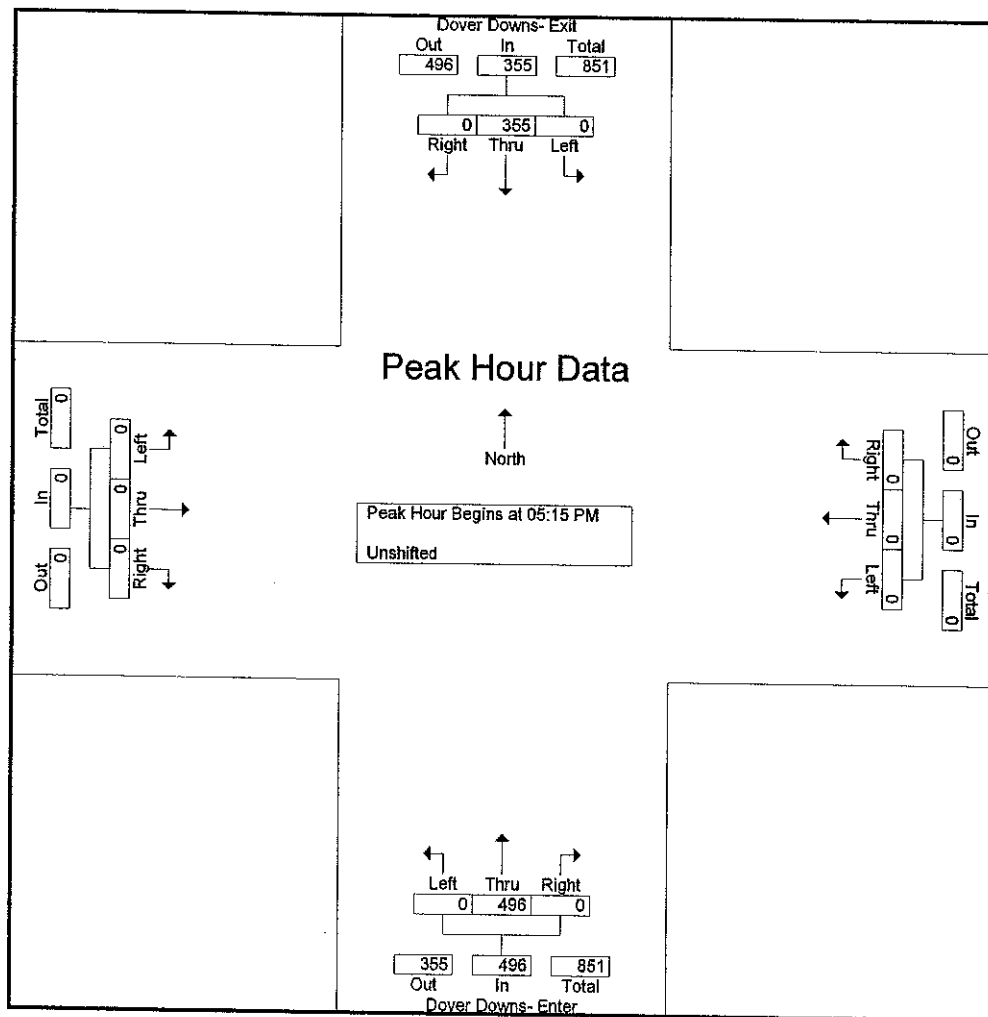 Dover Downs- Exit
Out In Total
496 355 851
0 355 0
Right Thru Left
Peak Hour Data
North
Peak Hour Begins at 05:15 PM
Unshifted
Total 0
In 0
Out 0
0 Left
0 Thru
0 Right
Right 0
Thru 0
Left 0
Out 0
In 0
Total 0
Left Thru Right
0 496 0
355 496 851
Out In Total
Dover Downs- Enter